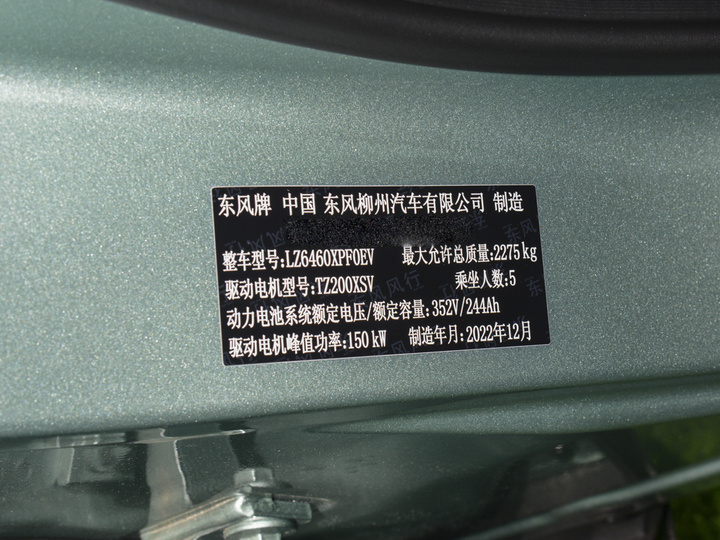 东风牌 中国 东风柳州汽车有限公司 制造
整车型号:LZ6460XPF0EV 最大允许总质量:2275kg
驱动电机型号:TZ200XSV 乘坐人数:5
动力电池系统额定电压/额定容量:352V/244Ah
驱动电机峰值功率:150kW 制造年月:2022年12月